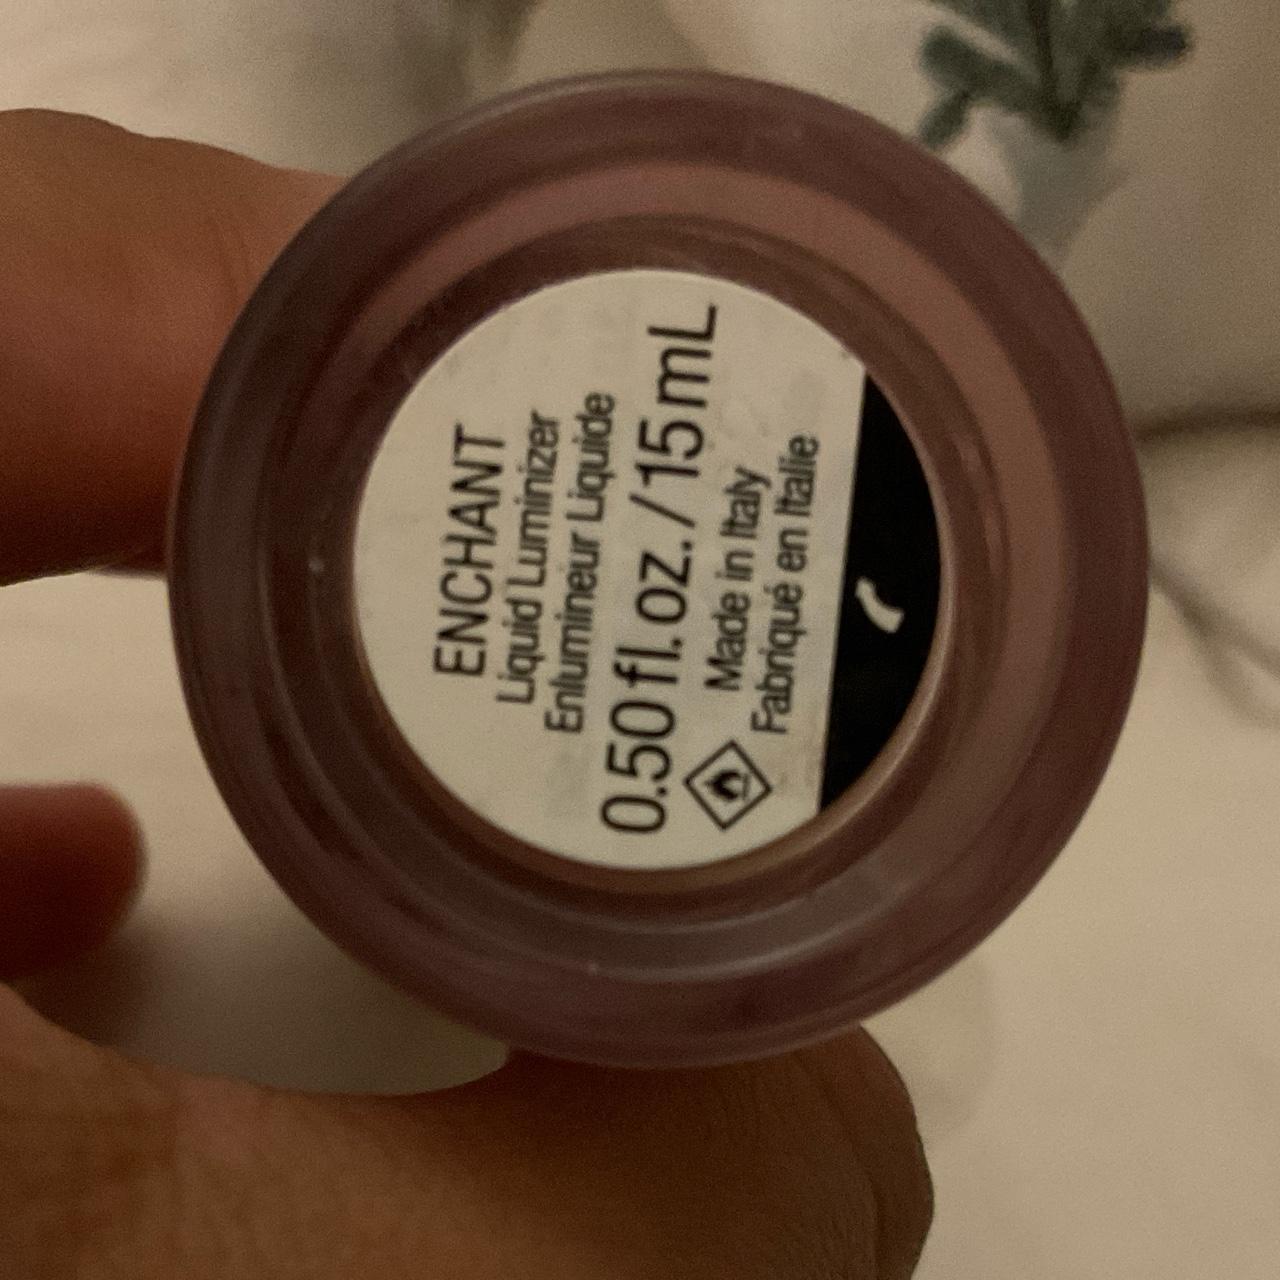 ENCHANT
Liquid Luminizer
Enlumineur Liquide
0.50 fl. oz. / 15 mL
Made in Italy
Fabriqué en Italie